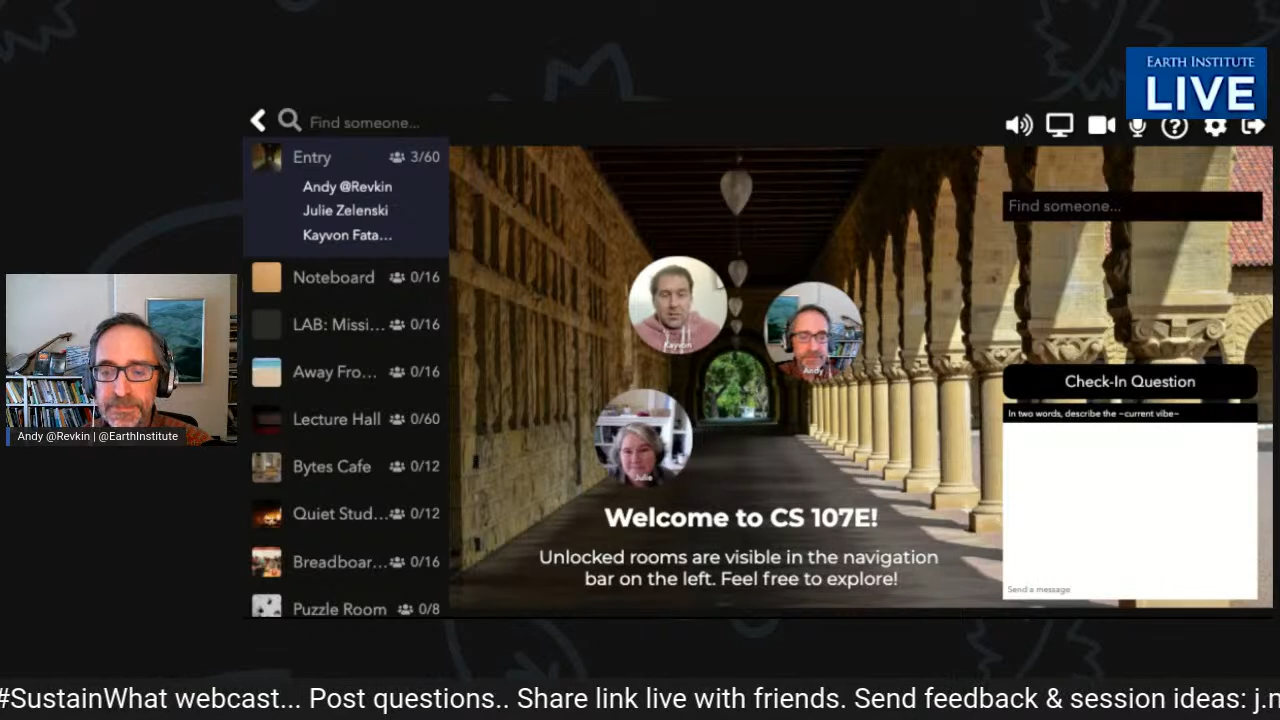 EARTH INSTITUTE
LIVE
Find someone...
Entry 3/60
Andy @Revkin
Julie Zelenski
Kayvon Fata...
Noteboard 0/16
LAB: Missi... 0/16
Away Fro... 0/16
Lecture Hall 0/60
Bytes Cafe 0/12
Quiet Stud... 0/12
Breadboar... 0/16
Puzzle Room 0/8
Andy @Revkin | @EarthInstitute
Kayvon
Andy
Julie
Welcome to CS 107E!
Unlocked rooms are visible in the navigation
bar on the left. Feel free to explore!
Find someone...
Check-In Question
In two words, describe the ~current vibe~
Send a message
#SustainWhat webcast... Post questions.. Share link live with friends. Send feedback & session ideas: j.n